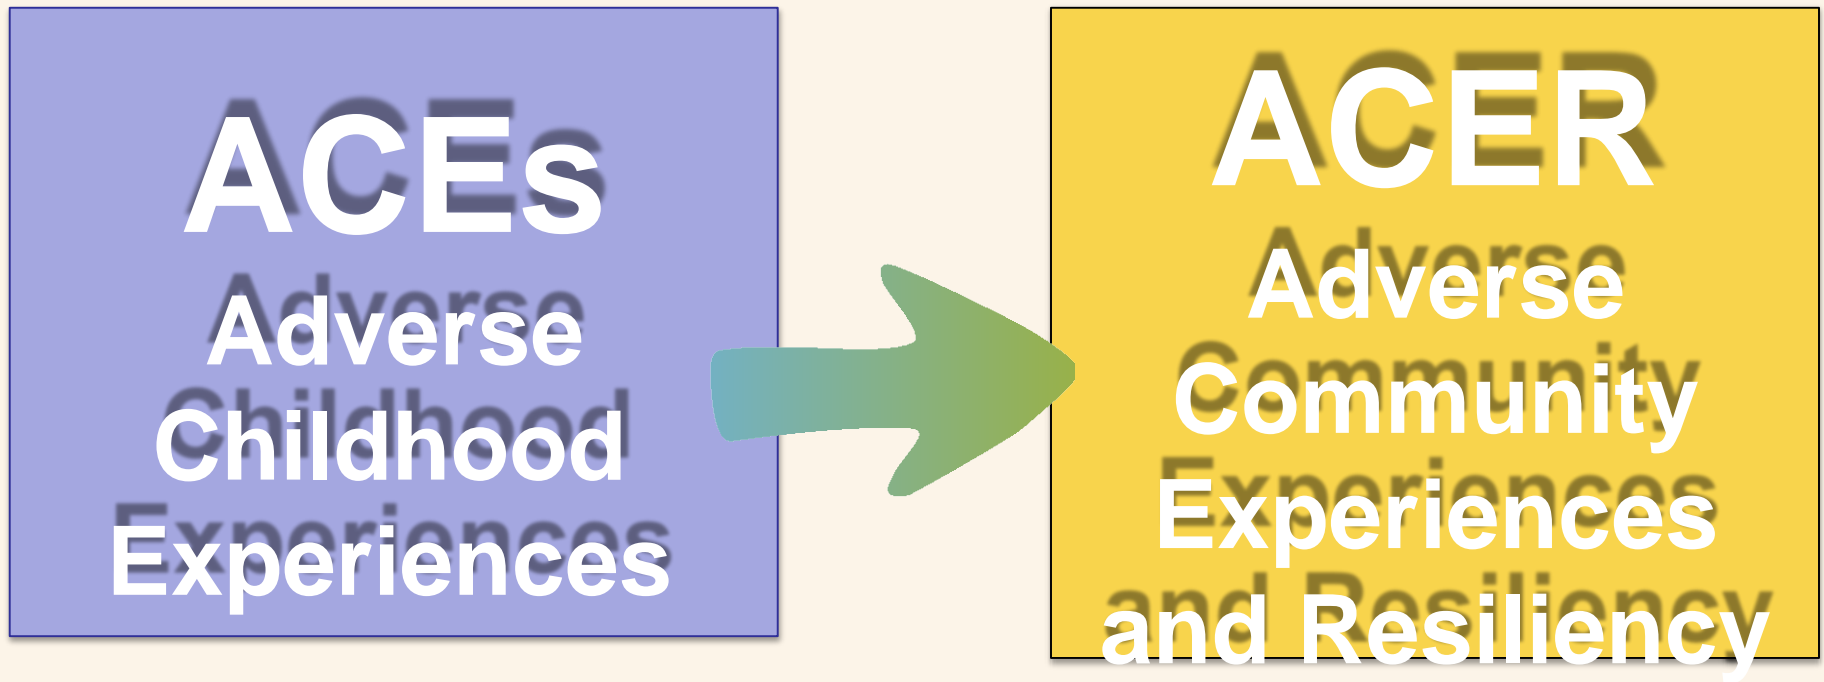 ACEs
Adverse
Childhood
Experiences
ACER
Adverse
Community
Experiences
and Resiliency